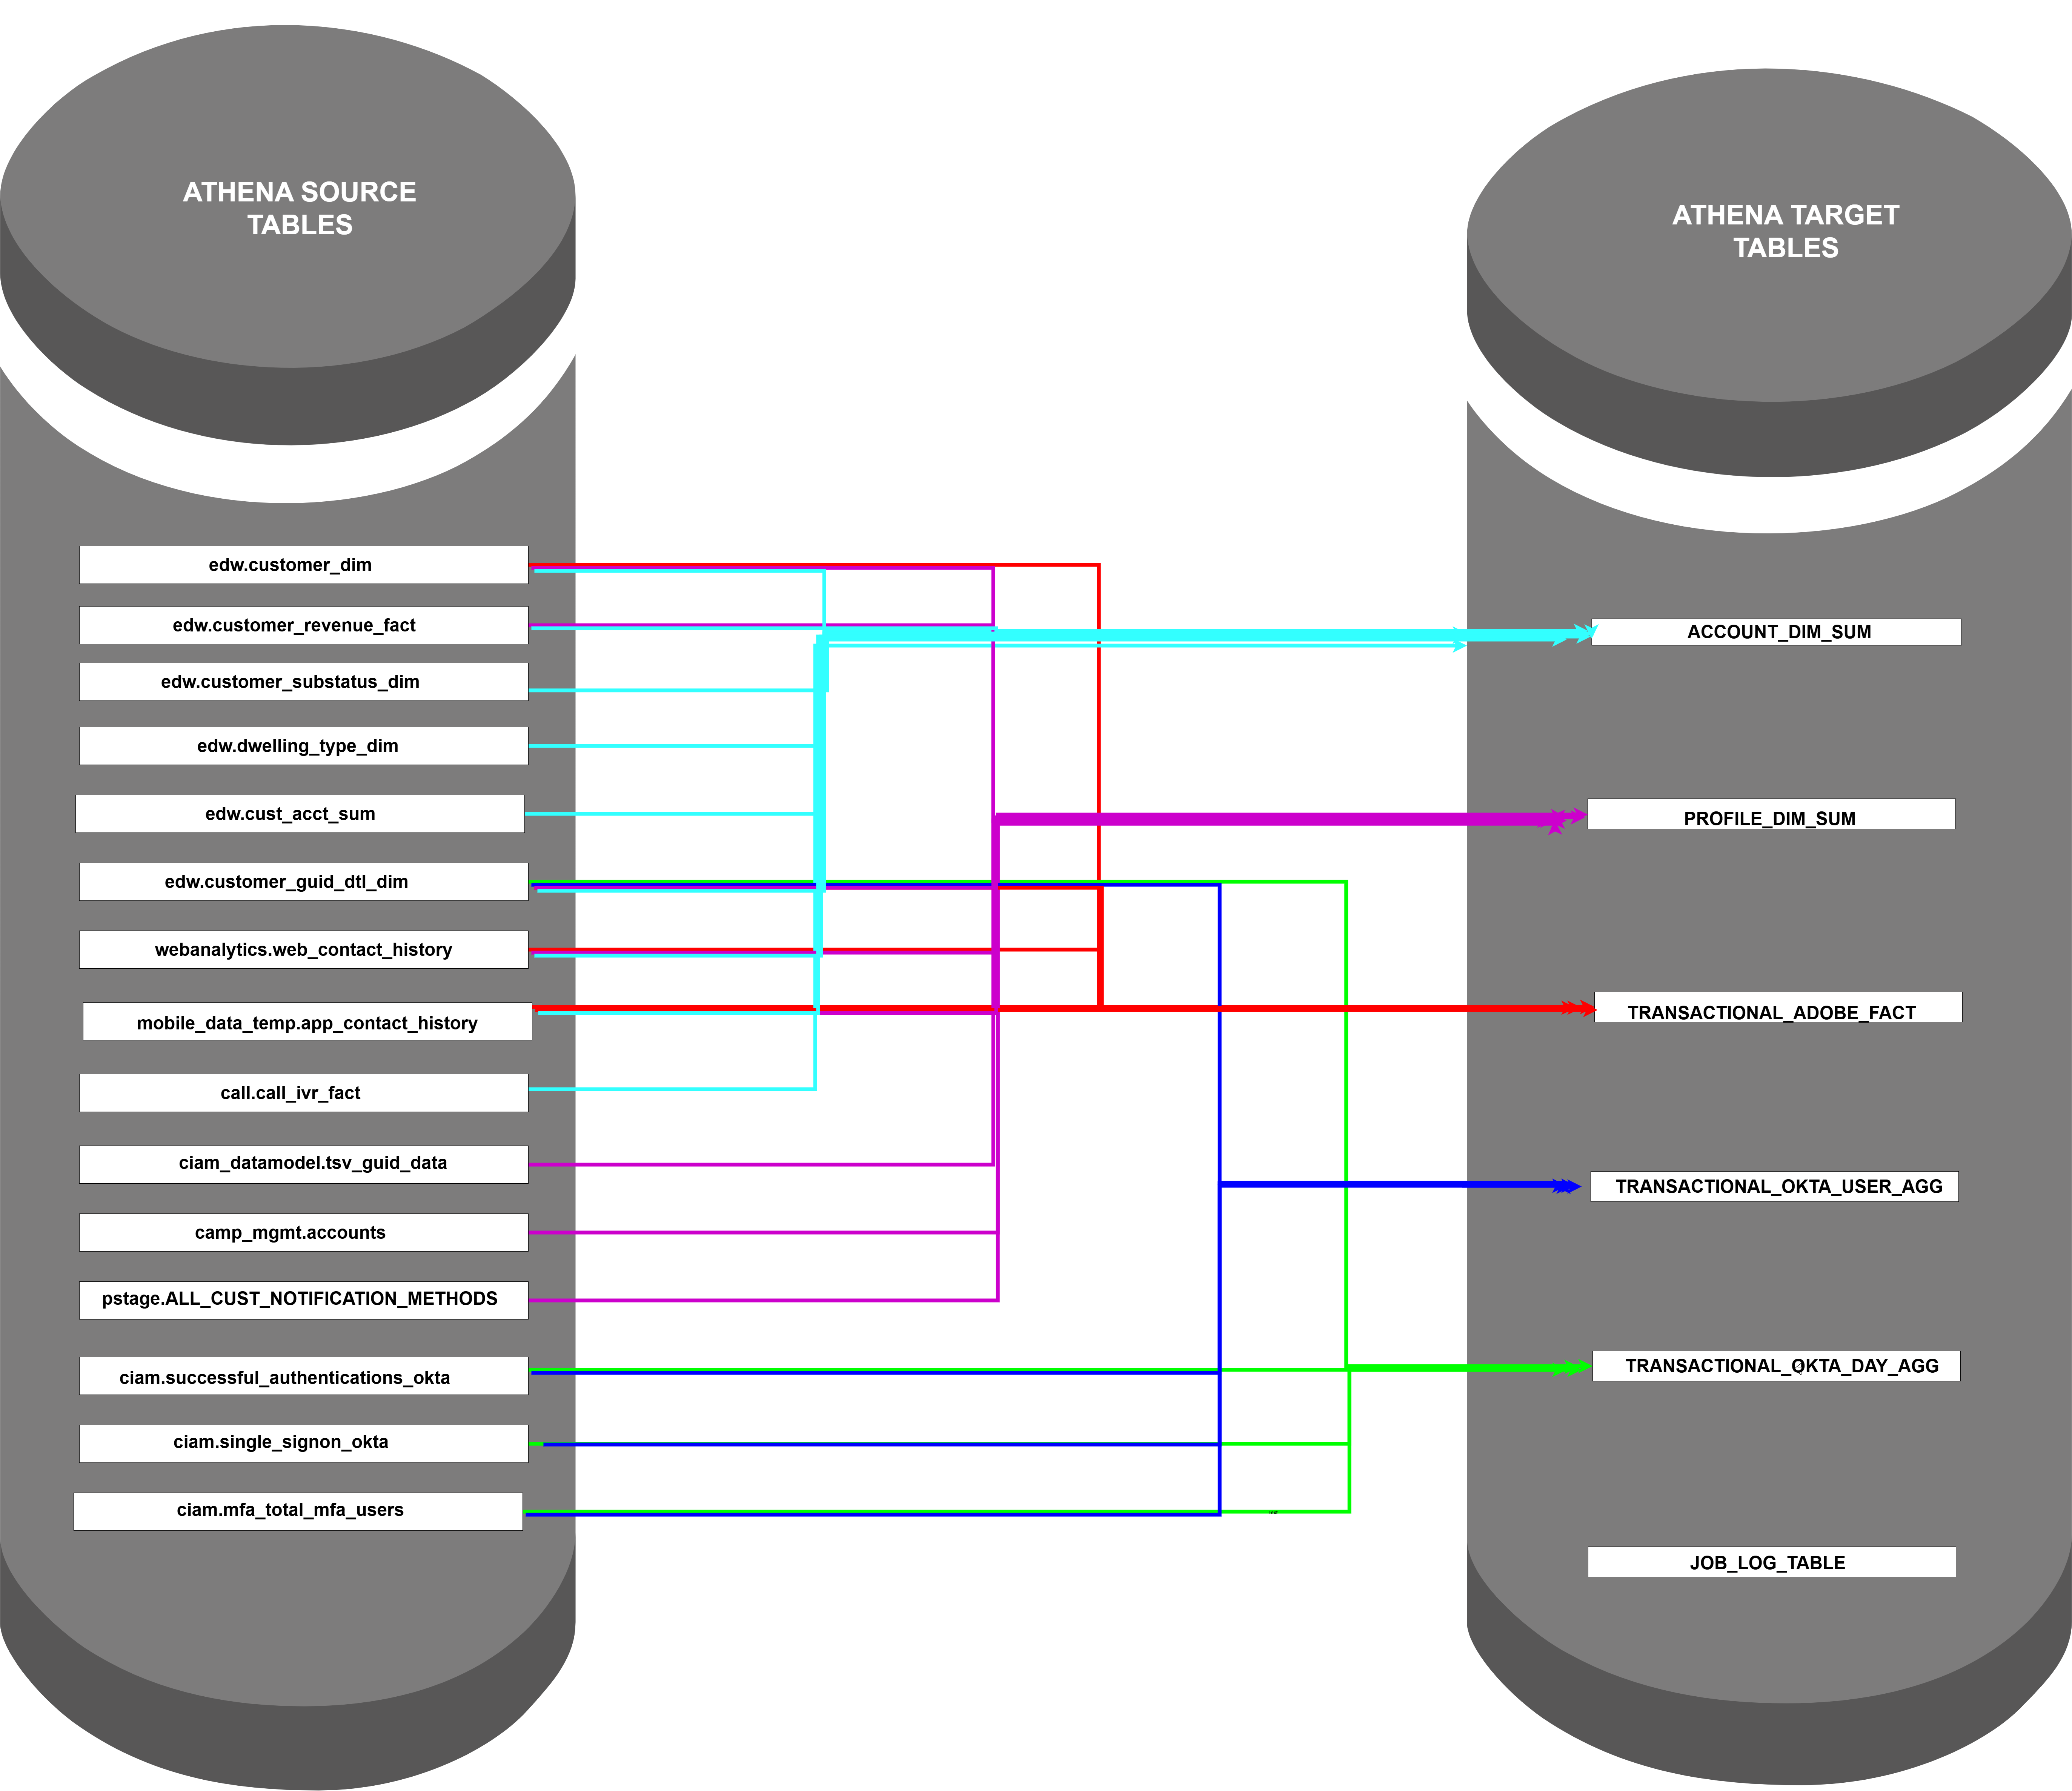 ATHENA SOURCE
TABLES
ATHENA TARGET
TABLES
edw.customer_dim
edw.customer_revenue_fact
edw.customer_substatus_dim
edw.dwelling_type_dim
edw.cust_acct_sum
edw.customer_guid_dtl_dim
webanalytics.web_contact_history
mobile_data_temp.app_contact_history
call.call_ivr_fact
ciam_datamodel.tsv_guid_data
camp_mgmt.accounts
pstage.ALL_CUST_NOTIFICATION_METHODS
ciam.successful_authentications_okta
ciam.single_signon_okta
ciam.mfa_total_mfa_users
Text
ACCOUNT_DIM_SUM
PROFILE_DIM_SUM
TRANSACTIONAL_ADOBE_FACT
TRANSACTIONAL_OKTA_USER_AGG
TRANSACTIONAL_OKTA_DAY_AGG
JOB_LOG_TABLE